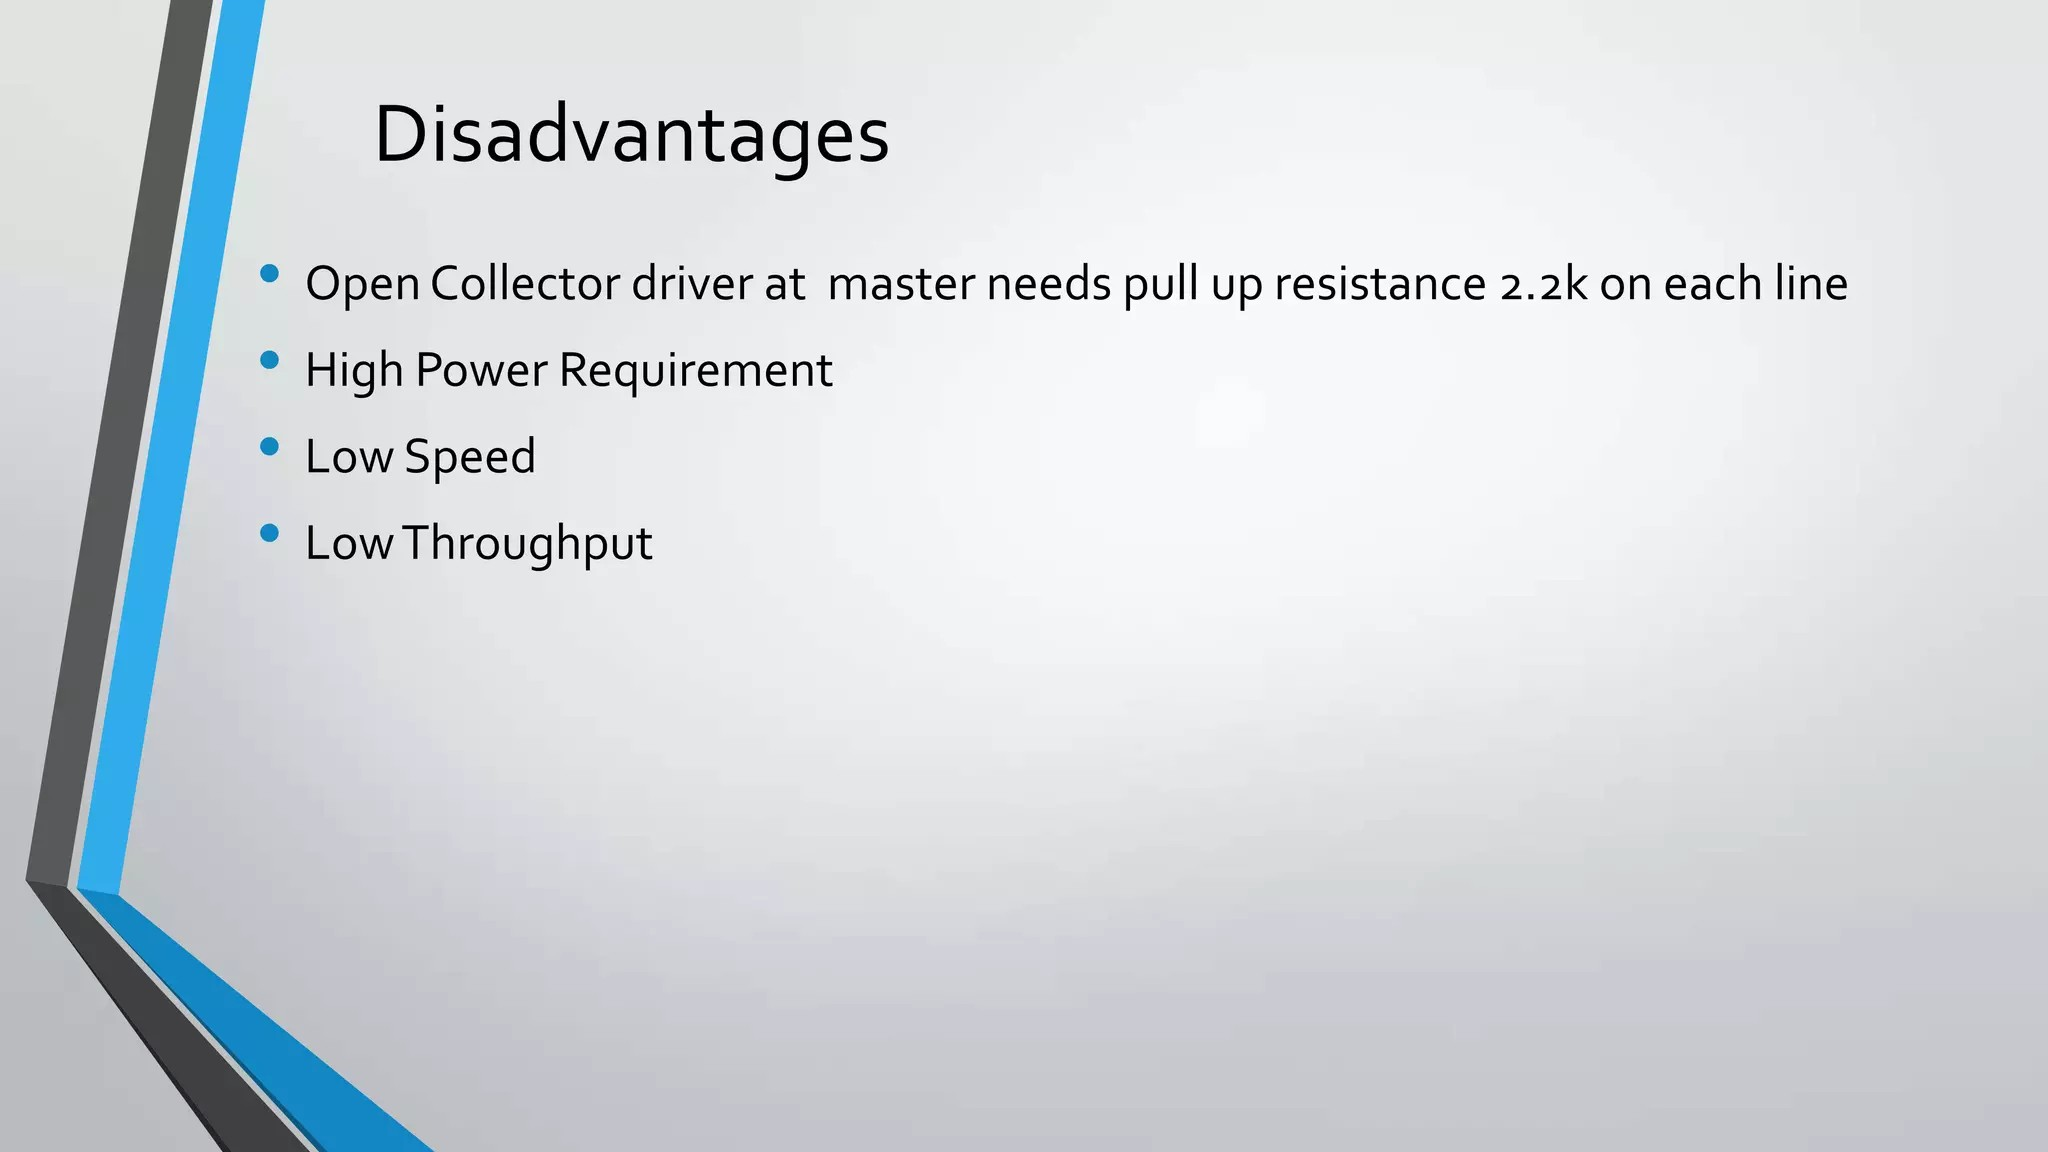 Disadvantages
• Open Collector driver at  master needs pull up resistance 2.2k on each line
• High Power Requirement
• Low Speed
• Low Throughput